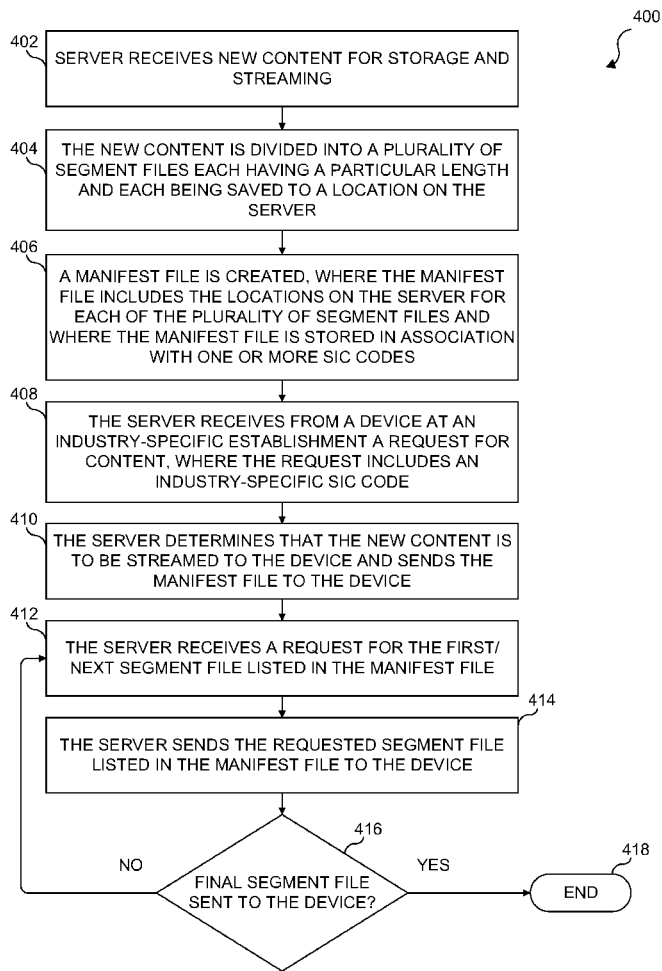 400
402
SERVER RECEIVES NEW CONTENT FOR STORAGE AND
STREAMING
404
THE NEW CONTENT IS DIVIDED INTO A PLURALITY OF
SEGMENT FILES EACH HAVING A PARTICULAR LENGTH
AND EACH BEING SAVED TO A LOCATION ON THE
SERVER
406
A MANIFEST FILE IS CREATED, WHERE THE MANIFEST
FILE INCLUDES THE LOCATIONS ON THE SERVER FOR
EACH OF THE PLURALITY OF SEGMENT FILES AND
WHERE THE MANIFEST FILE IS STORED IN ASSOCIATION
WITH ONE OR MORE SIC CODES
408
THE SERVER RECEIVES FROM A DEVICE AT AN
INDUSTRY-SPECIFIC ESTABLISHMENT A REQUEST FOR
CONTENT, WHERE THE REQUEST INCLUDES AN
INDUSTRY-SPECIFIC SIC CODE
410
THE SERVER DETERMINES THAT THE NEW CONTENT IS
TO BE STREAMED TO THE DEVICE AND SENDS THE
MANIFEST FILE TO THE DEVICE
412
THE SERVER RECEIVES A REQUEST FOR THE FIRST/
NEXT SEGMENT FILE LISTED IN THE MANIFEST FILE
414
THE SERVER SENDS THE REQUESTED SEGMENT FILE
LISTED IN THE MANIFEST FILE TO THE DEVICE
416
NO
YES
FINAL SEGMENT FILE
SENT TO THE DEVICE?
418
END